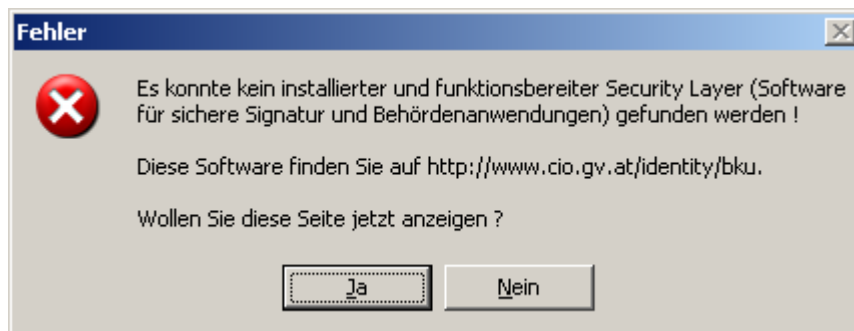 Fehler
Es konnte kein installierter und funktionsbereiter Security Layer (Software
für sichere Signatur und Behördenanwendungen) gefunden werden !
Diese Software finden Sie auf http://www.cio.gv.at/identity/bku.
Wollen Sie diese Seite jetzt anzeigen ?
Ja
Nein